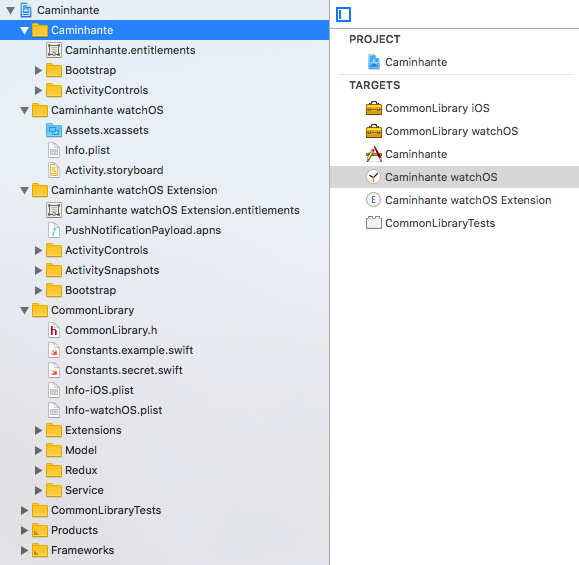 Caminhante
Caminhante
Caminhante.entitlements
Bootstrap
ActivityControls
Caminhante watchOS
Assets.xcassets
Info.plist
Activity.storyboard
Caminhante watchOS Extension
Caminhante watchOS Extension.entitlements
PushNotificationPayload.apns
ActivityControls
ActivitySnapshots
Bootstrap
CommonLibrary
h CommonLibrary.h
Constants.example.swift
Constants.secret.swift
Info-iOS.plist
Info-watchOS.plist
Extensions
Model
Redux
Service
CommonLibraryTests
Products
Frameworks
PROJECT
Caminhante
TARGETS
CommonLibrary iOS
CommonLibrary watchOS
Caminhante
Caminhante watchOS
E Caminhante watchOS Extension
CommonLibraryTests